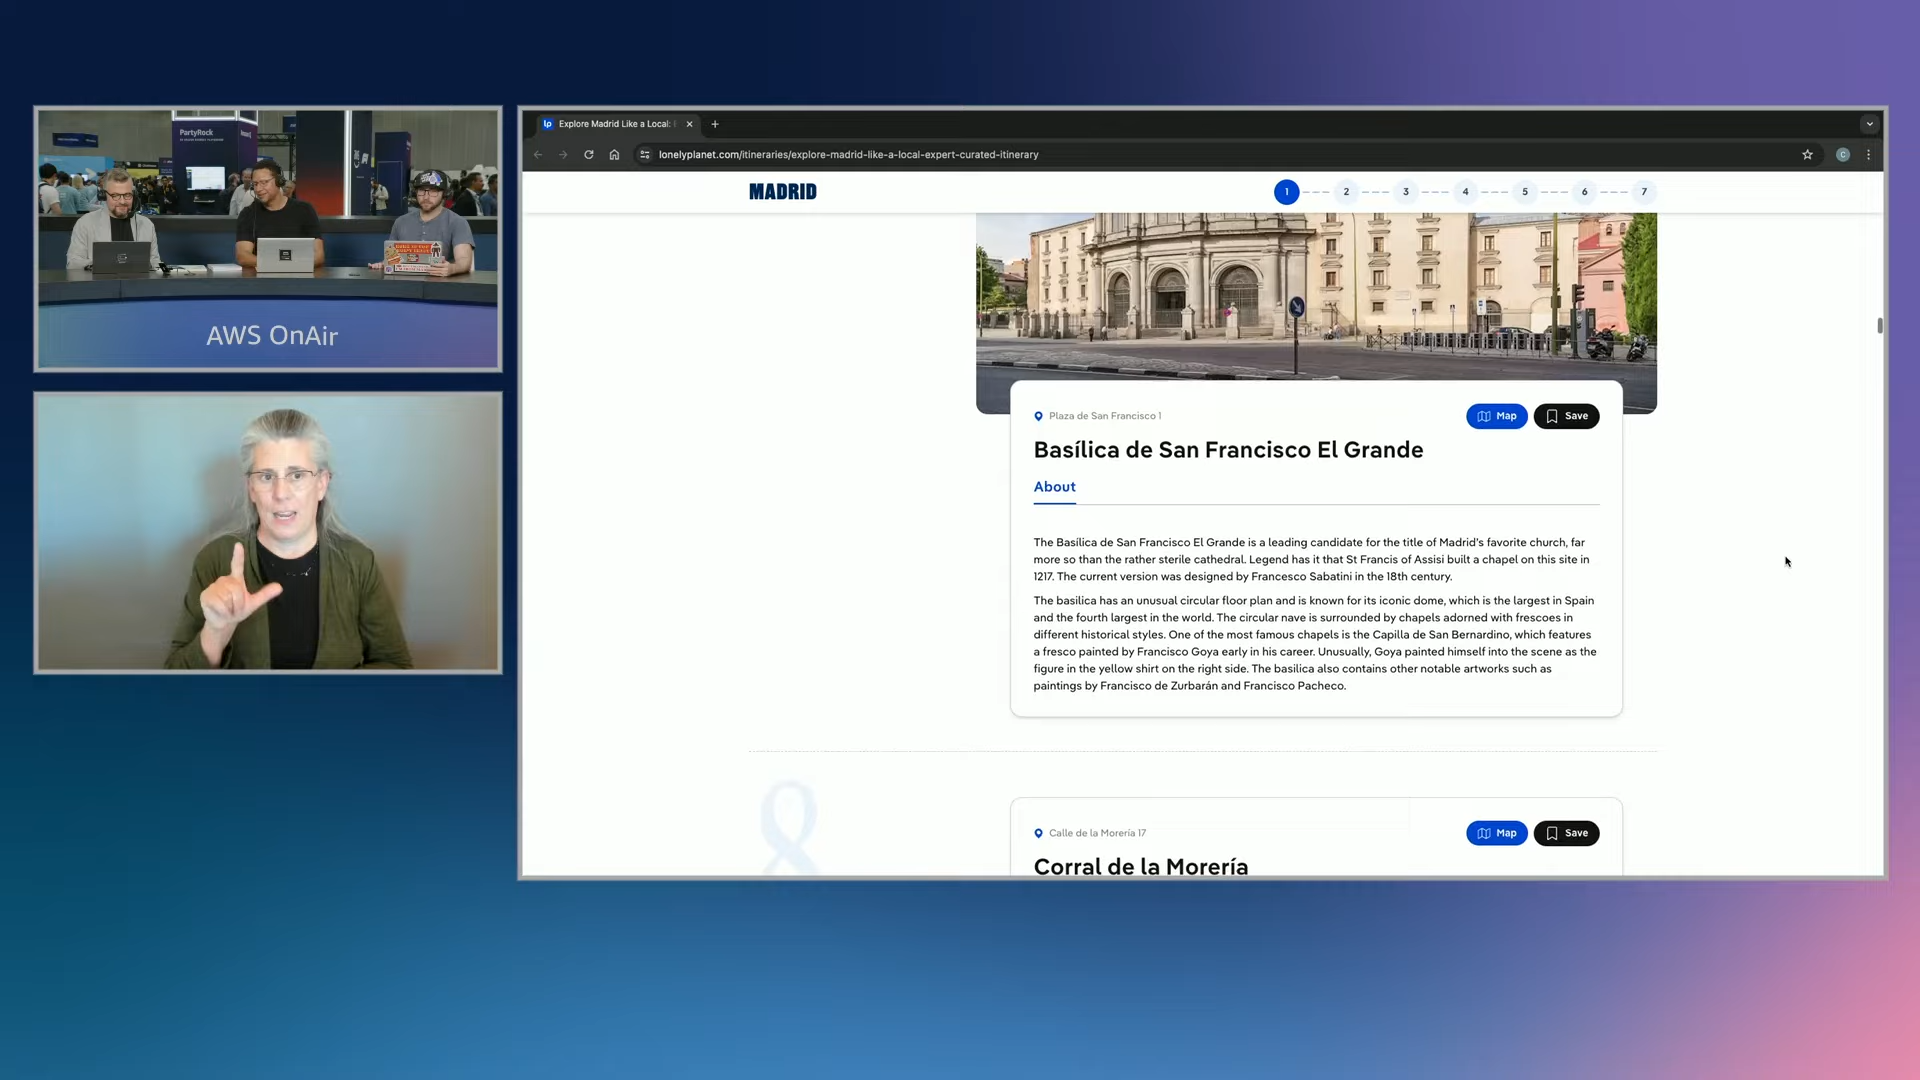 PartyRock
AWS OnAir
lp Explore Madrid Like a Local:
lonelyplanet.com/itineraries/explore-madrid-like-a-local-expert-curated-itinerary
C
MADRID
1 2 3 4 5 6 7
Plaza de San Francisco 1
Map
Save
Basílica de San Francisco El Grande
About
The Basílica de San Francisco El Grande is a leading candidate for the title of Madrid's favorite church, far
more so than the rather sterile cathedral. Legend has it that St Francis of Assisi built a chapel on this site in
1217. The current version was designed by Francesco Sabatini in the 18th century.
The basilica has an unusual circular floor plan and is known for its iconic dome, which is the largest in Spain
and the fourth largest in the world. The circular nave is surrounded by chapels adorned with frescoes in
different historical styles. One of the most famous chapels is the Capilla de San Bernardino, which features
a fresco painted by Francisco Goya early in his career. Unusually, Goya painted himself into the scene as the
figure in the yellow shirt on the right side. The basilica also contains other notable artworks such as
paintings by Francisco de Zurbarán and Francisco Pacheco.
8
Calle de la Morería 17
Map
Save
Corral de la Morería